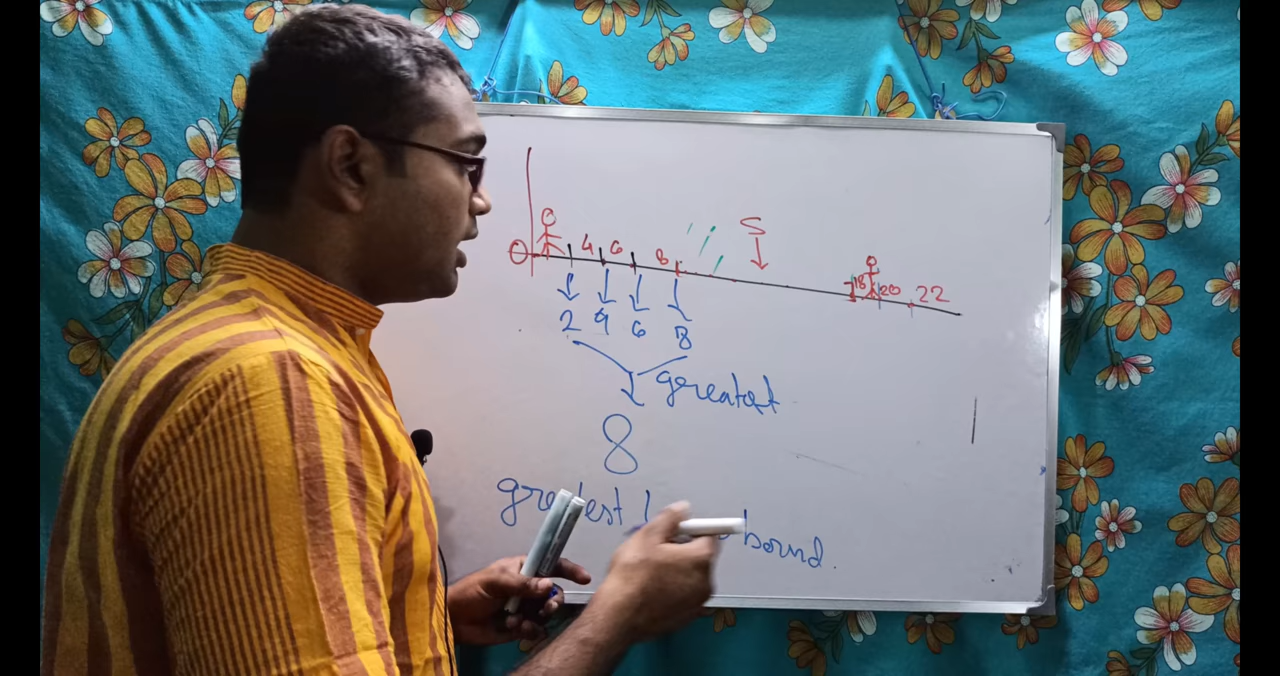 S
0 4 6 8 18 20 22
2 4 6 8
greatest
8
greatest bound.